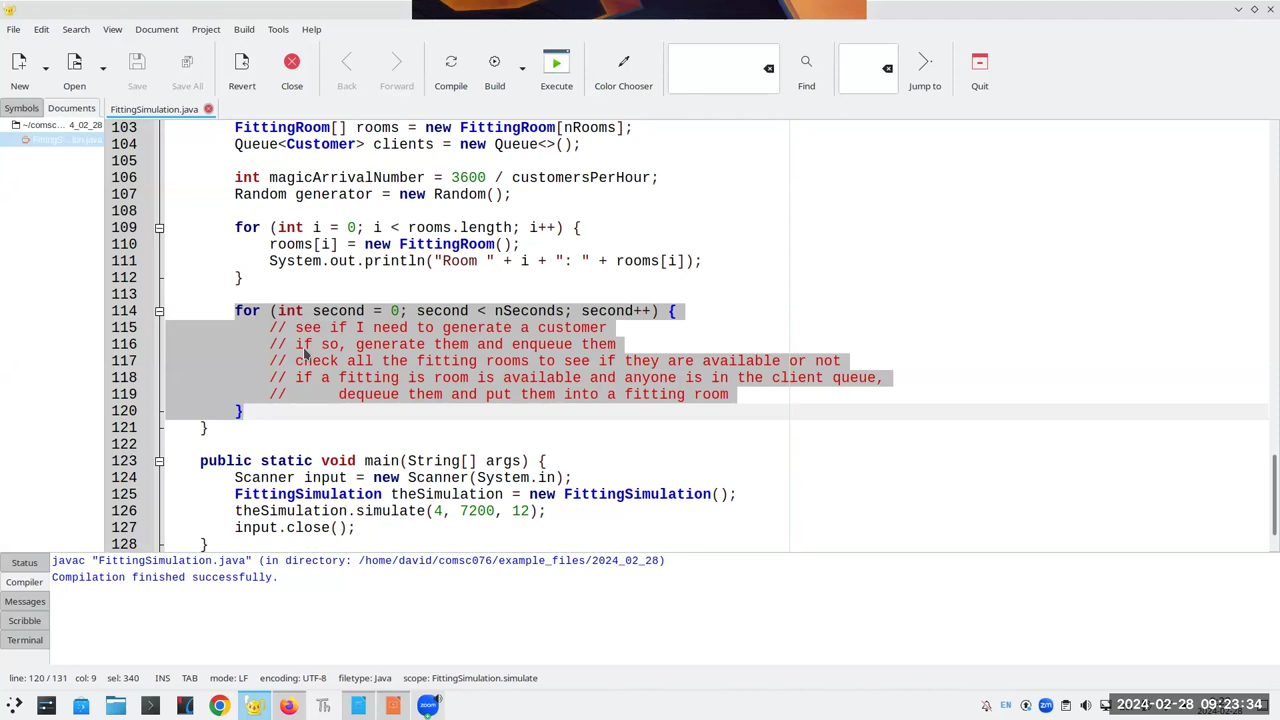 File Edit Search View Document Project Build Tools Help
New Open Save Save All Revert Close Back Forward Compile Build Execute Color Chooser Find Jump to Quit
Symbols Documents FittingSimulation.java
~/comsc... 4_02_28
103 FittingRoom[] rooms = new FittingRoom[nRooms];
104 Queue<Customer> clients = new Queue<>();
105
106 int magicArrivalNumber = 3600 / customersPerHour;
107 Random generator = new Random();
108
109 for (int i = 0; i < rooms.length; i++) {
110 rooms[i] = new FittingRoom();
111 System.out.println("Room " + i + ": " + rooms[i]);
112 }
113
114 for (int second = 0; second < nSeconds; second++) {
115 // see if I need to generate a customer
116 // if so, generate them and enqueue them
117 // check all the fitting rooms to see if they are available or not
118 // if a fitting is room is available and anyone is in the client queue,
119 // dequeue them and put them into a fitting room
120 }
121 }
122
123 public static void main(String[] args) {
124 Scanner input = new Scanner(System.in);
125 FittingSimulation theSimulation = new FittingSimulation();
126 theSimulation.simulate(4, 7200, 12);
127 input.close();
128 }
Status
Compiler
Messages
Scribble
Terminal
javac "FittingSimulation.java" (in directory: /home/david/comsc076/example_files/2024_02_28)
Compilation finished successfully.
line: 120 / 131 col: 9 sel: 340 INS TAB mode: LF encoding: UTF-8 filetype: Java scope: FittingSimulation.simulate
Th zoom EN zm 2024-02-28 09:23:34